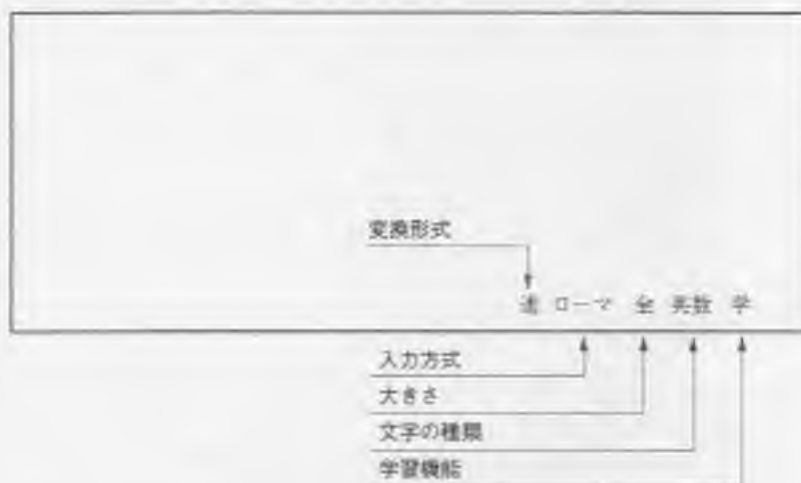 変換形式
連 ローマ 全 英数 学
入力方式
大きさ
文字の種類
学習機能